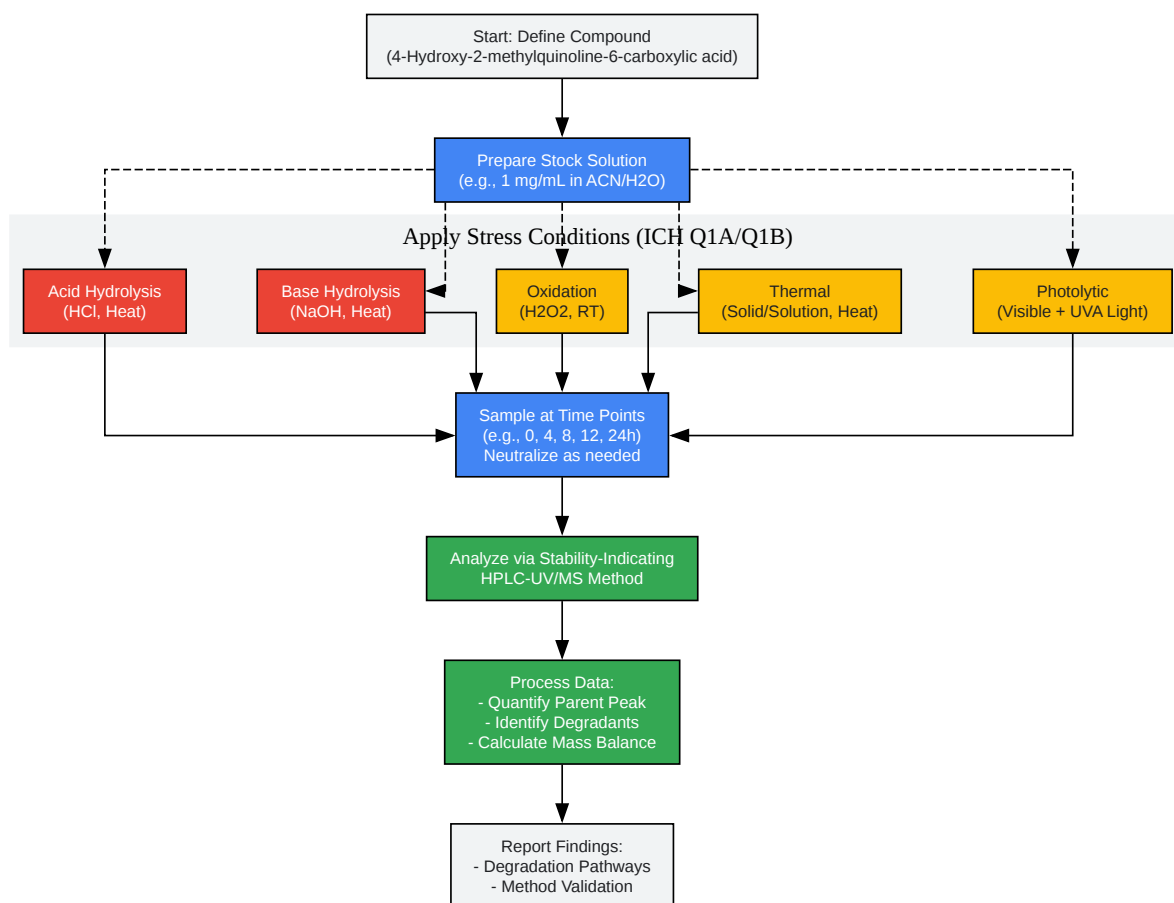 Start: Define Compound
(4-Hydroxy-2-methylquinoline-6-carboxylic acid)
Prepare Stock Solution
(e.g., 1 mg/mL in ACN/H2O)
Apply Stress Conditions (ICH Q1A/Q1B)
Acid Hydrolysis
(HCl, Heat)
Base Hydrolysis
(NaOH, Heat)
Oxidation
(H2O2, RT)
Thermal
(Solid/Solution, Heat)
Photolytic
(Visible + UVA Light)
Sample at Time Points
(e.g., 0, 4, 8, 12, 24h)
Neutralize as needed
Analyze via Stability-Indicating
HPLC-UV/MS Method
Process Data:
- Quantify Parent Peak
- Identify Degradants
- Calculate Mass Balance
Report Findings:
- Degradation Pathways
- Method Validation